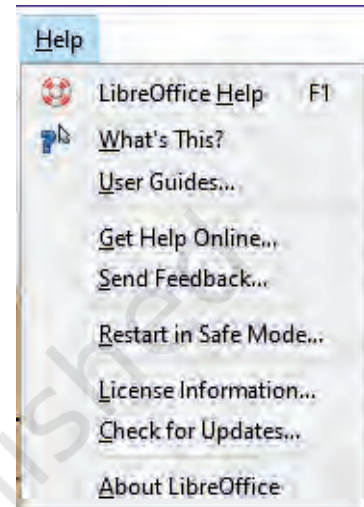 Help
LibreOffice Help F1
What's This?
User Guides...
Get Help Online...
Send Feedback...
Restart in Safe Mode...
License Information...
Check for Updates...
About LibreOffice